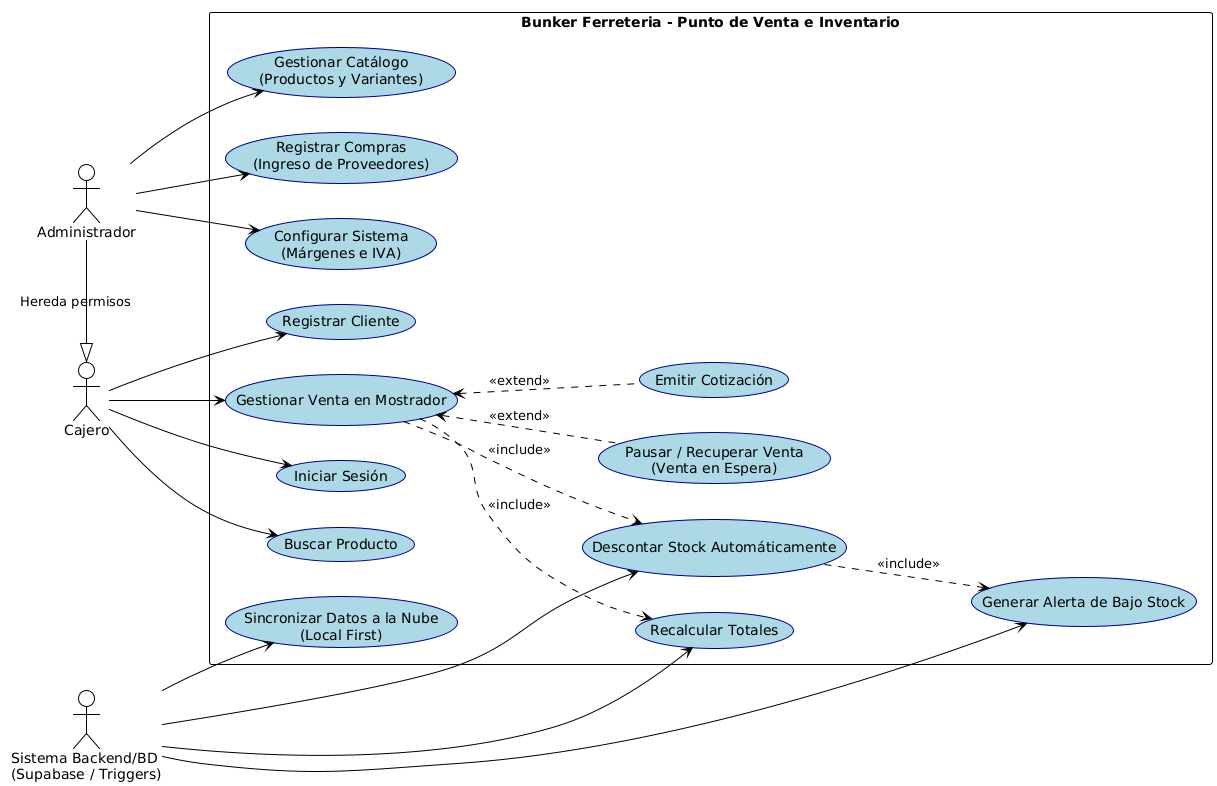 Bunker Ferreteria - Punto de Venta e Inventario
Gestionar Catálogo
(Productos y Variantes)
Registrar Compras
(Ingreso de Proveedores)
Administrador
Configurar Sistema
(Márgenes e IVA)
Hereda permisos
Registrar Cliente
Cajero
Gestionar Venta en Mostrador
«extend»
Emitir Cotización
«extend»
Pausar / Recuperar Venta
(Venta en Espera)
«include»
Iniciar Sesión
«include»
Buscar Producto
Descontar Stock Automáticamente
«include»
Generar Alerta de Bajo Stock
Sincronizar Datos a la Nube
(Local First)
Recalcular Totales
Sistema Backend/BD
(Supabase / Triggers)